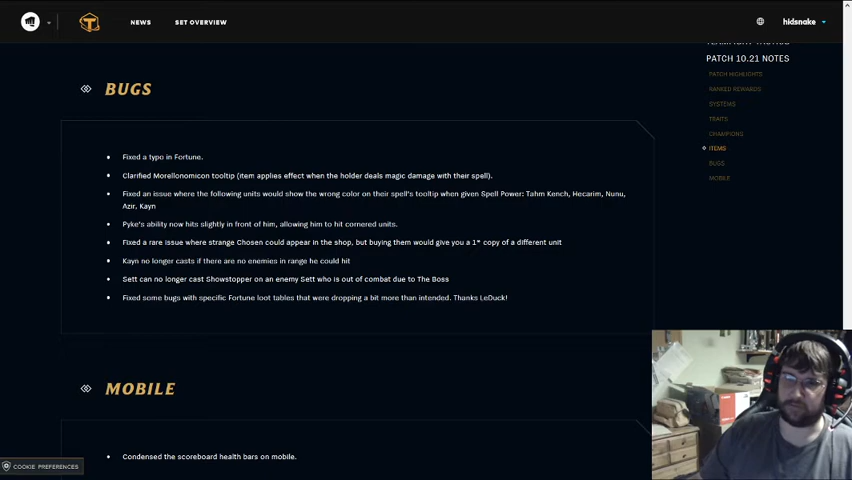 NEWS
SET OVERVIEW
hidsnake
TEAMFIGHT TACTICS
PATCH 10.21 NOTES
PATCH HIGHLIGHTS
RANKED REWARDS
SYSTEMS
TRAITS
CHAMPIONS
ITEMS
BUGS
MOBILE
BUGS
Fixed a typo in Fortune.
Clarified Morellonomicon tooltip (item applies effect when the holder deals magic damage with their spell).
Fixed an issue where the following units would show the wrong color on their spell's tooltip when given Spell Power: Tahm Kench, Hecarim, Nunu,
Azir, Kayn
Pyke's ability now hits slightly in front of him, allowing him to hit cornered units.
Fixed a rare issue where strange Chosen could appear in the shop, but buying them would give you a 1* copy of a different unit
Kayn no longer casts if there are no enemies in range he could hit
Sett can no longer cast Showstopper on an enemy Sett who is out of combat due to The Boss
Fixed some bugs with specific Fortune loot tables that were dropping a bit more than intended. Thanks LeDuck!
MOBILE
Condensed the scoreboard health bars on mobile.
COOKIE PREFERENCES